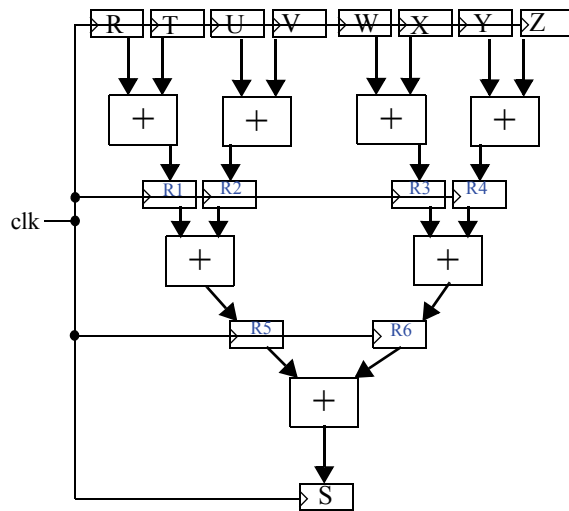 R T U V W X Y Z
+ + + +
R1 R2 R3 R4
clk
+ +
R5 R6
+
S